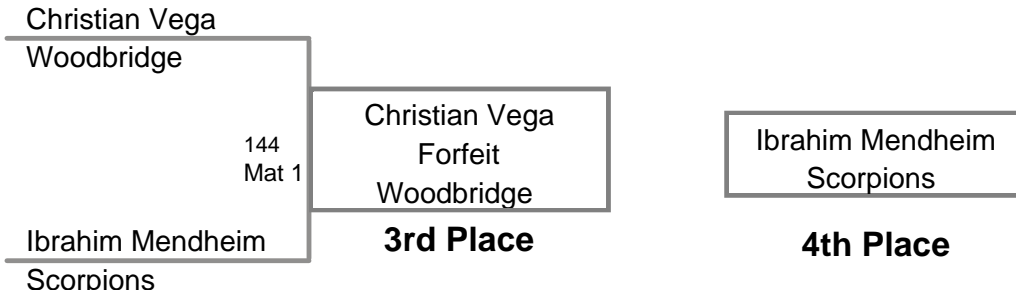 Christian Vega
Woodbridge
144
Mat 1
Christian Vega
Forfeit
Woodbridge
3rd Place
Ibrahim Mendheim
Scorpions
4th Place
Ibrahim Mendheim
Scorpions